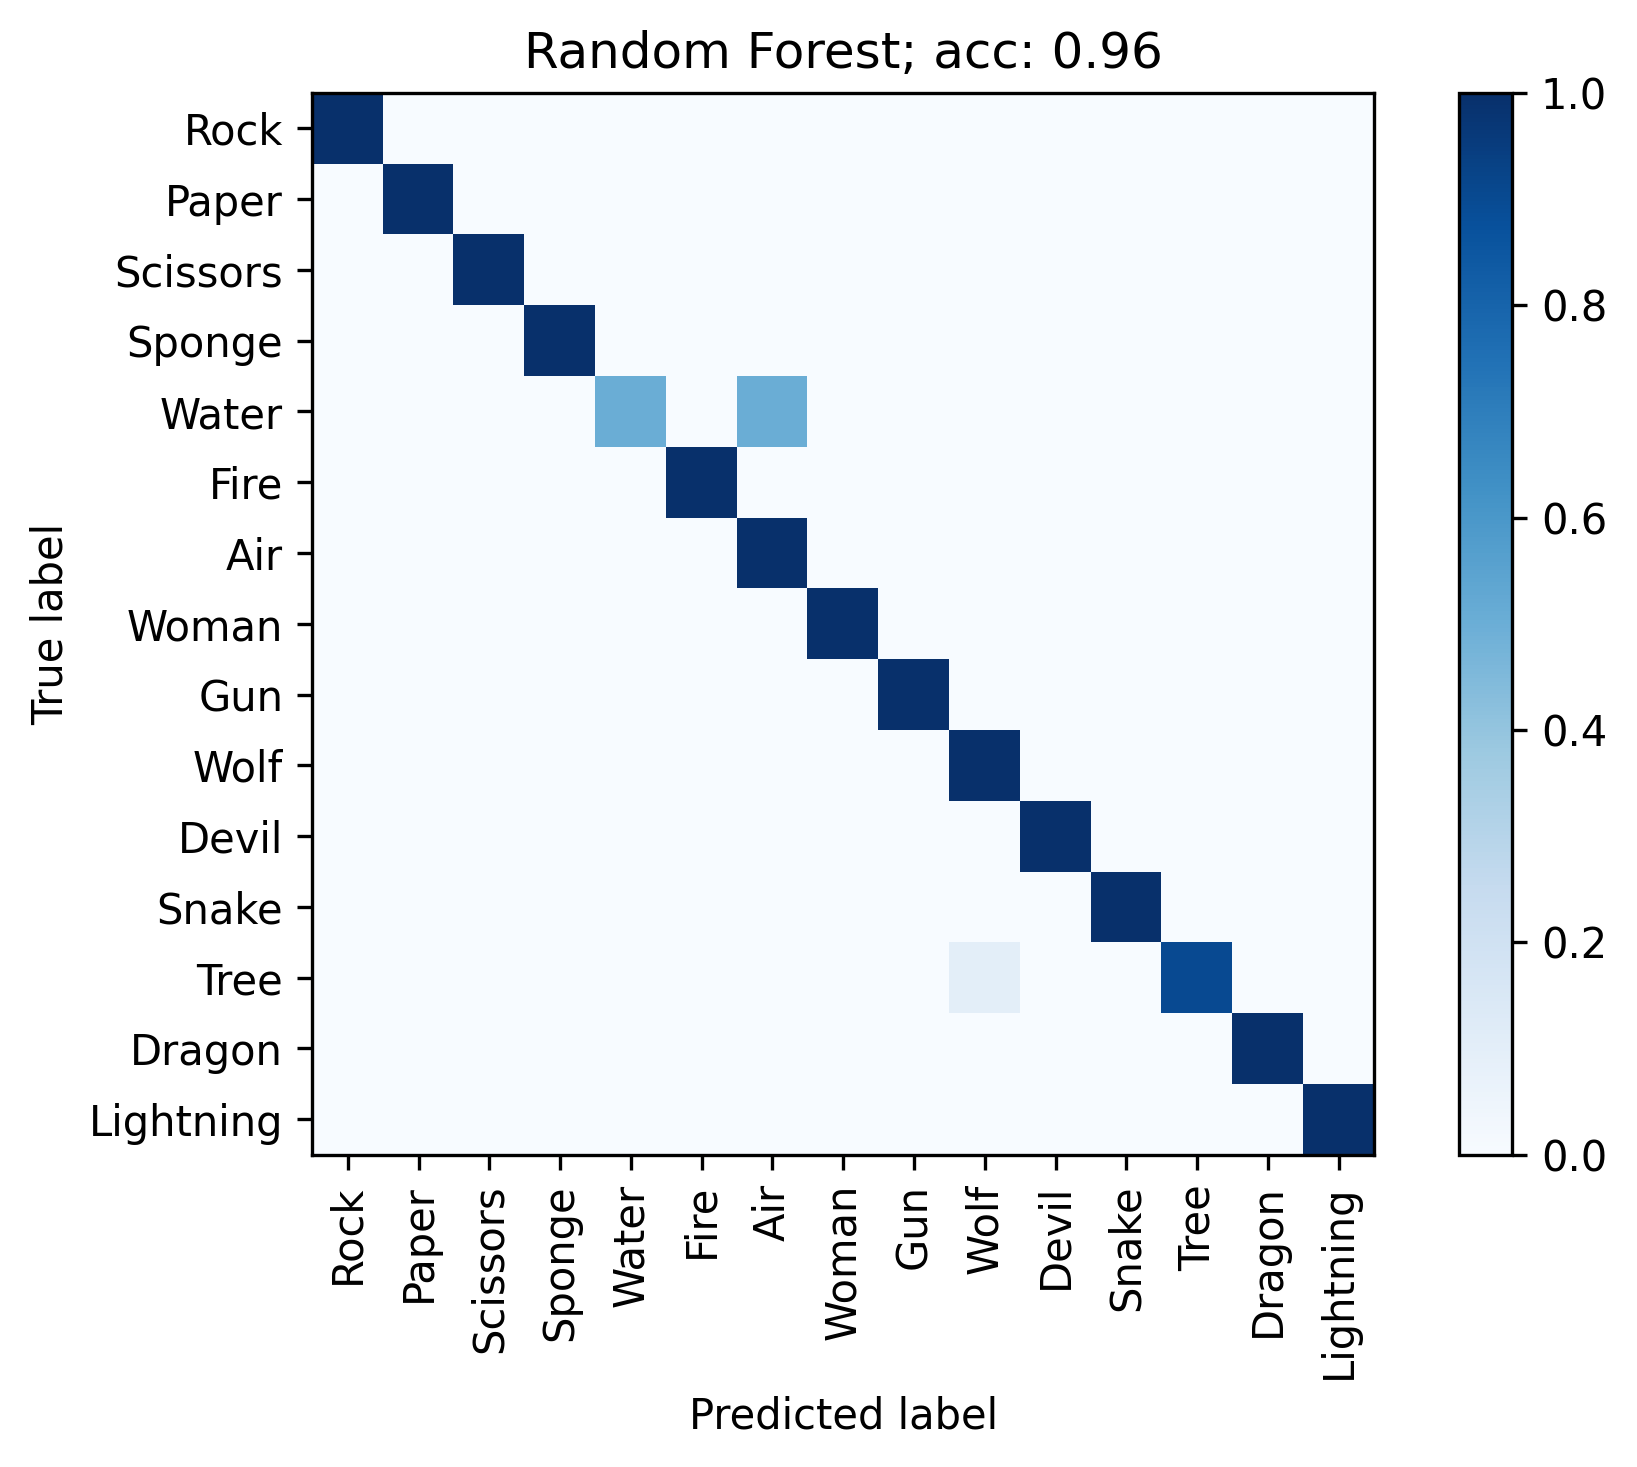 Random Forest; acc: 0.96
True label
Rock
Paper
Scissors
Sponge
Water
Fire
Air
Woman
Gun
Wolf
Devil
Snake
Tree
Dragon
Lightning
Rock
Paper
Scissors
Sponge
Water
Fire
Air
Woman
Gun
Wolf
Devil
Snake
Tree
Dragon
Lightning
Predicted label
1.0
0.8
0.6
0.4
0.2
0.0